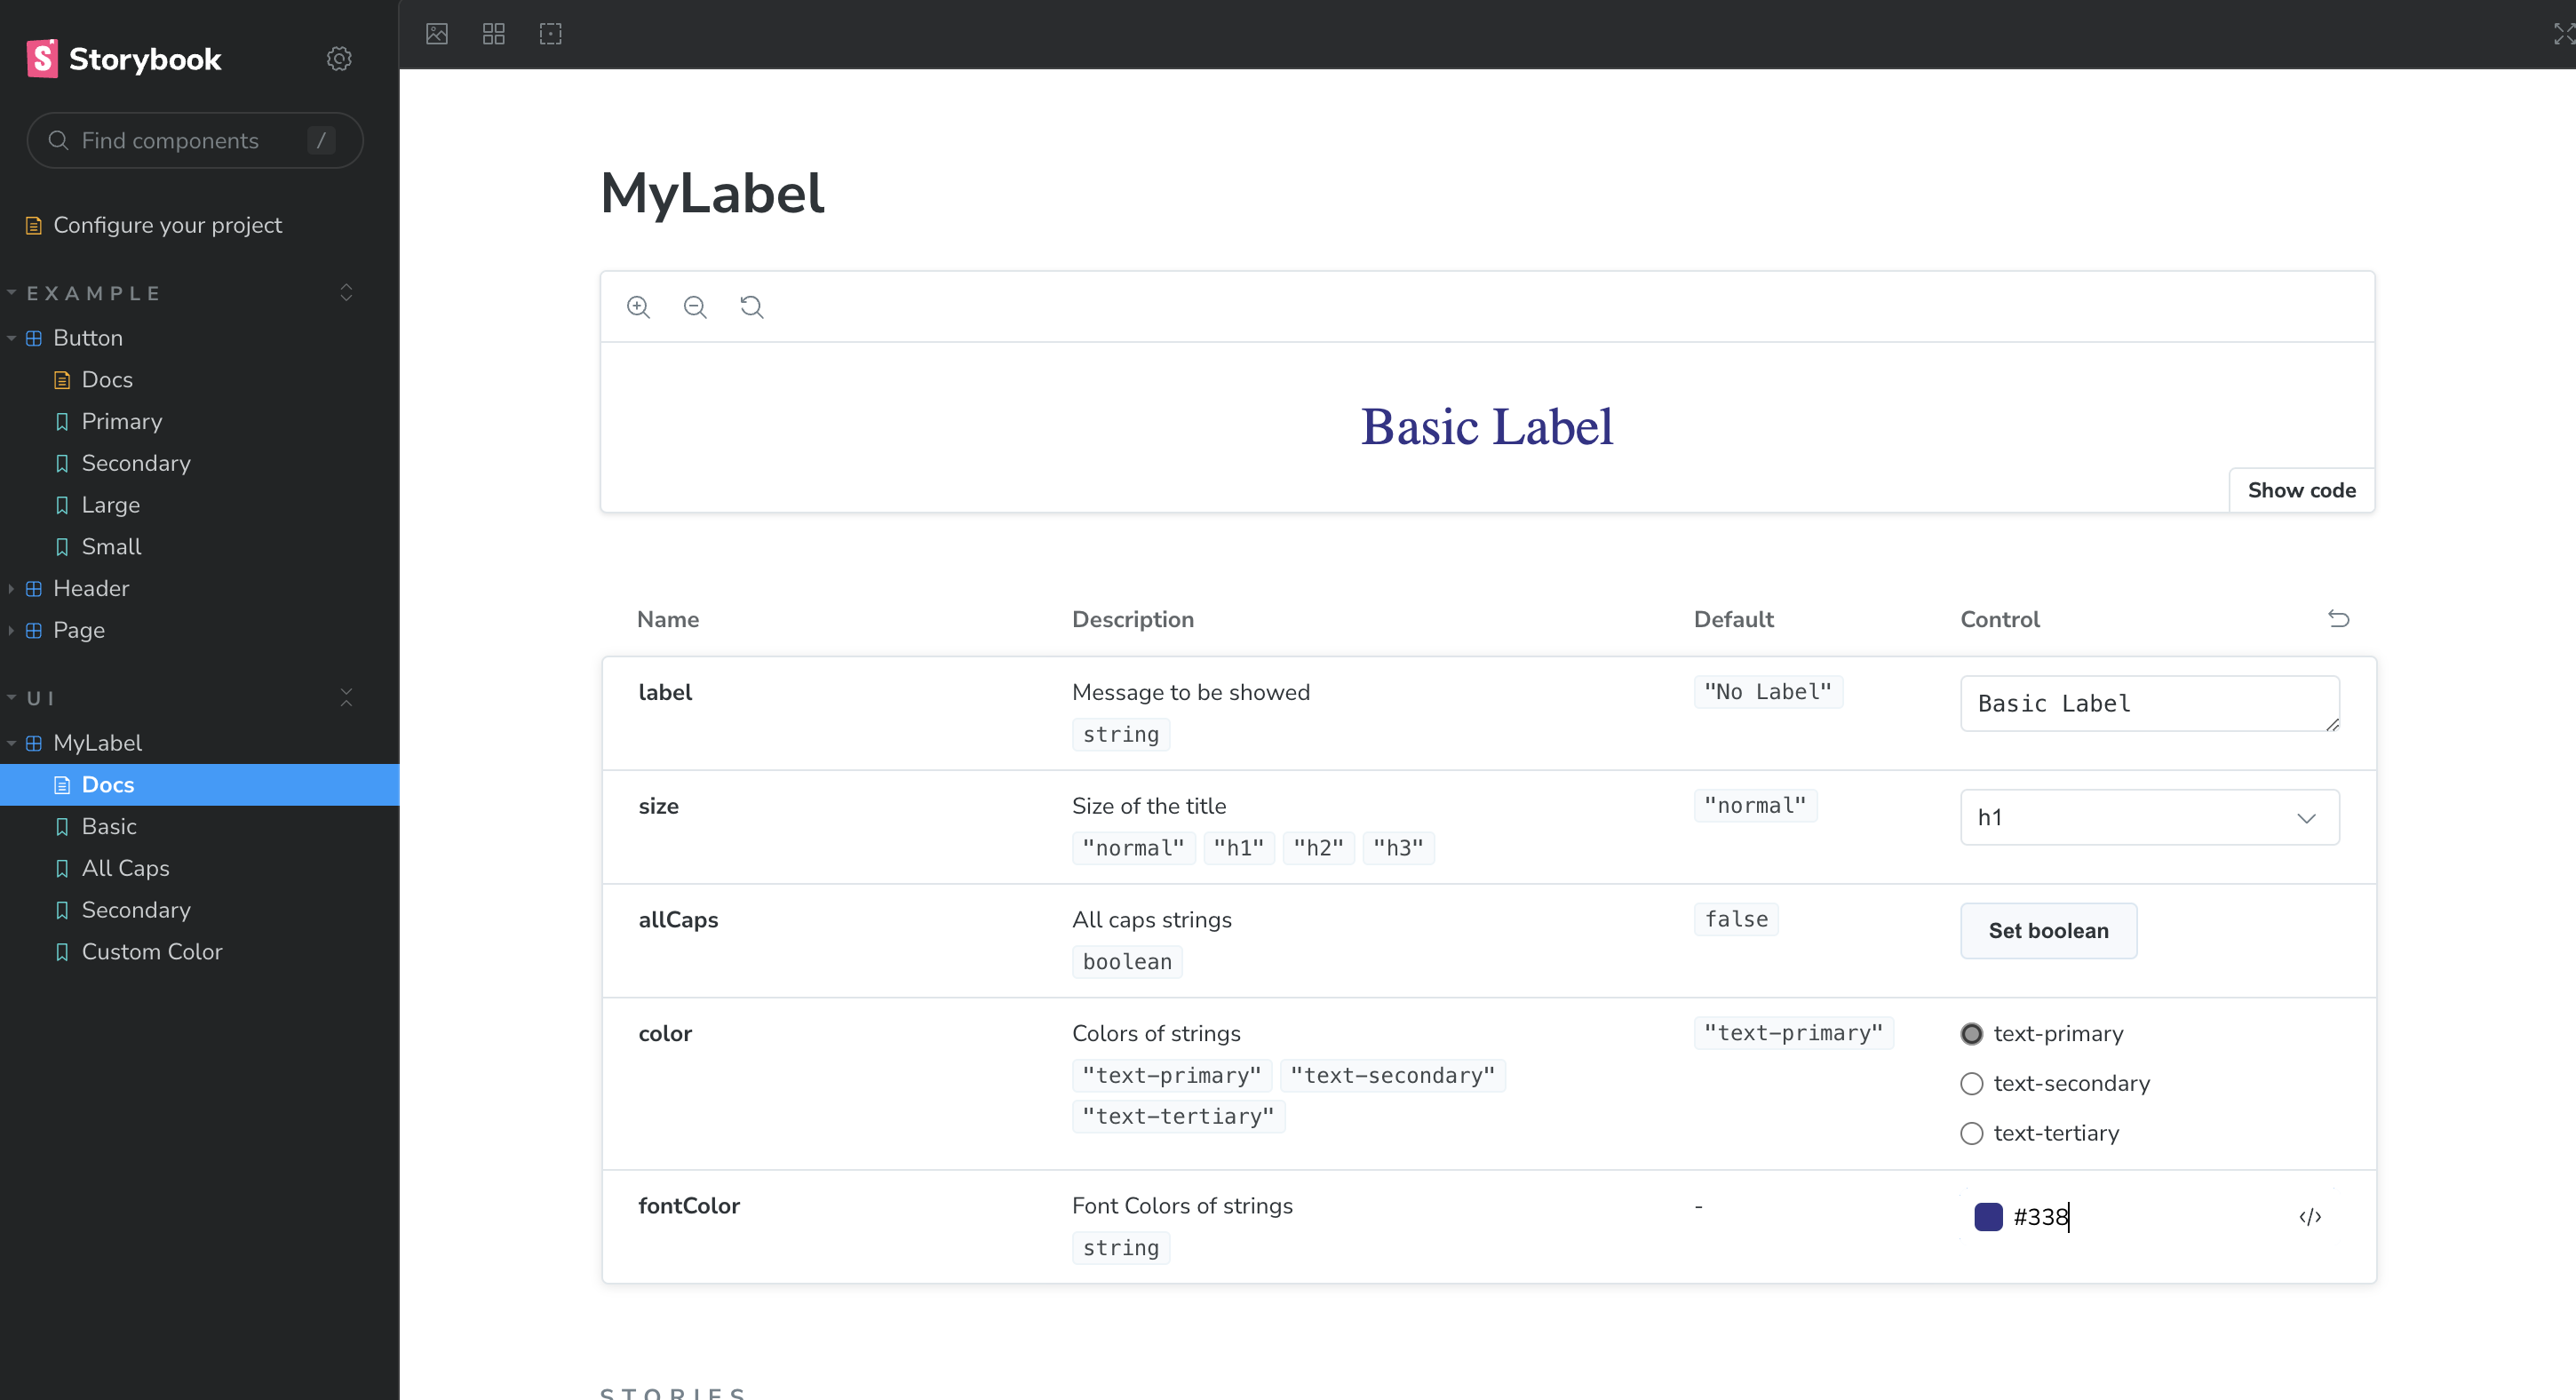 Storybook
Find components /
Configure your project
EXAMPLE
Button
Docs
Primary
Secondary
Large
Small
Header
Page
UI
MyLabel
Docs
Basic
All Caps
Secondary
Custom Color
MyLabel
Basic Label
Show code
Name Description Default Control
label Message to be showed "No Label" Basic Label
string
size Size of the title "normal" h1
"normal" "h1" "h2" "h3"
allCaps All caps strings false Set boolean
boolean
color Colors of strings "text-primary" text-primary
"text-primary" "text-secondary" text-secondary
"text-tertiary" text-tertiary
fontColor Font Colors of strings - #338
string
STORIES